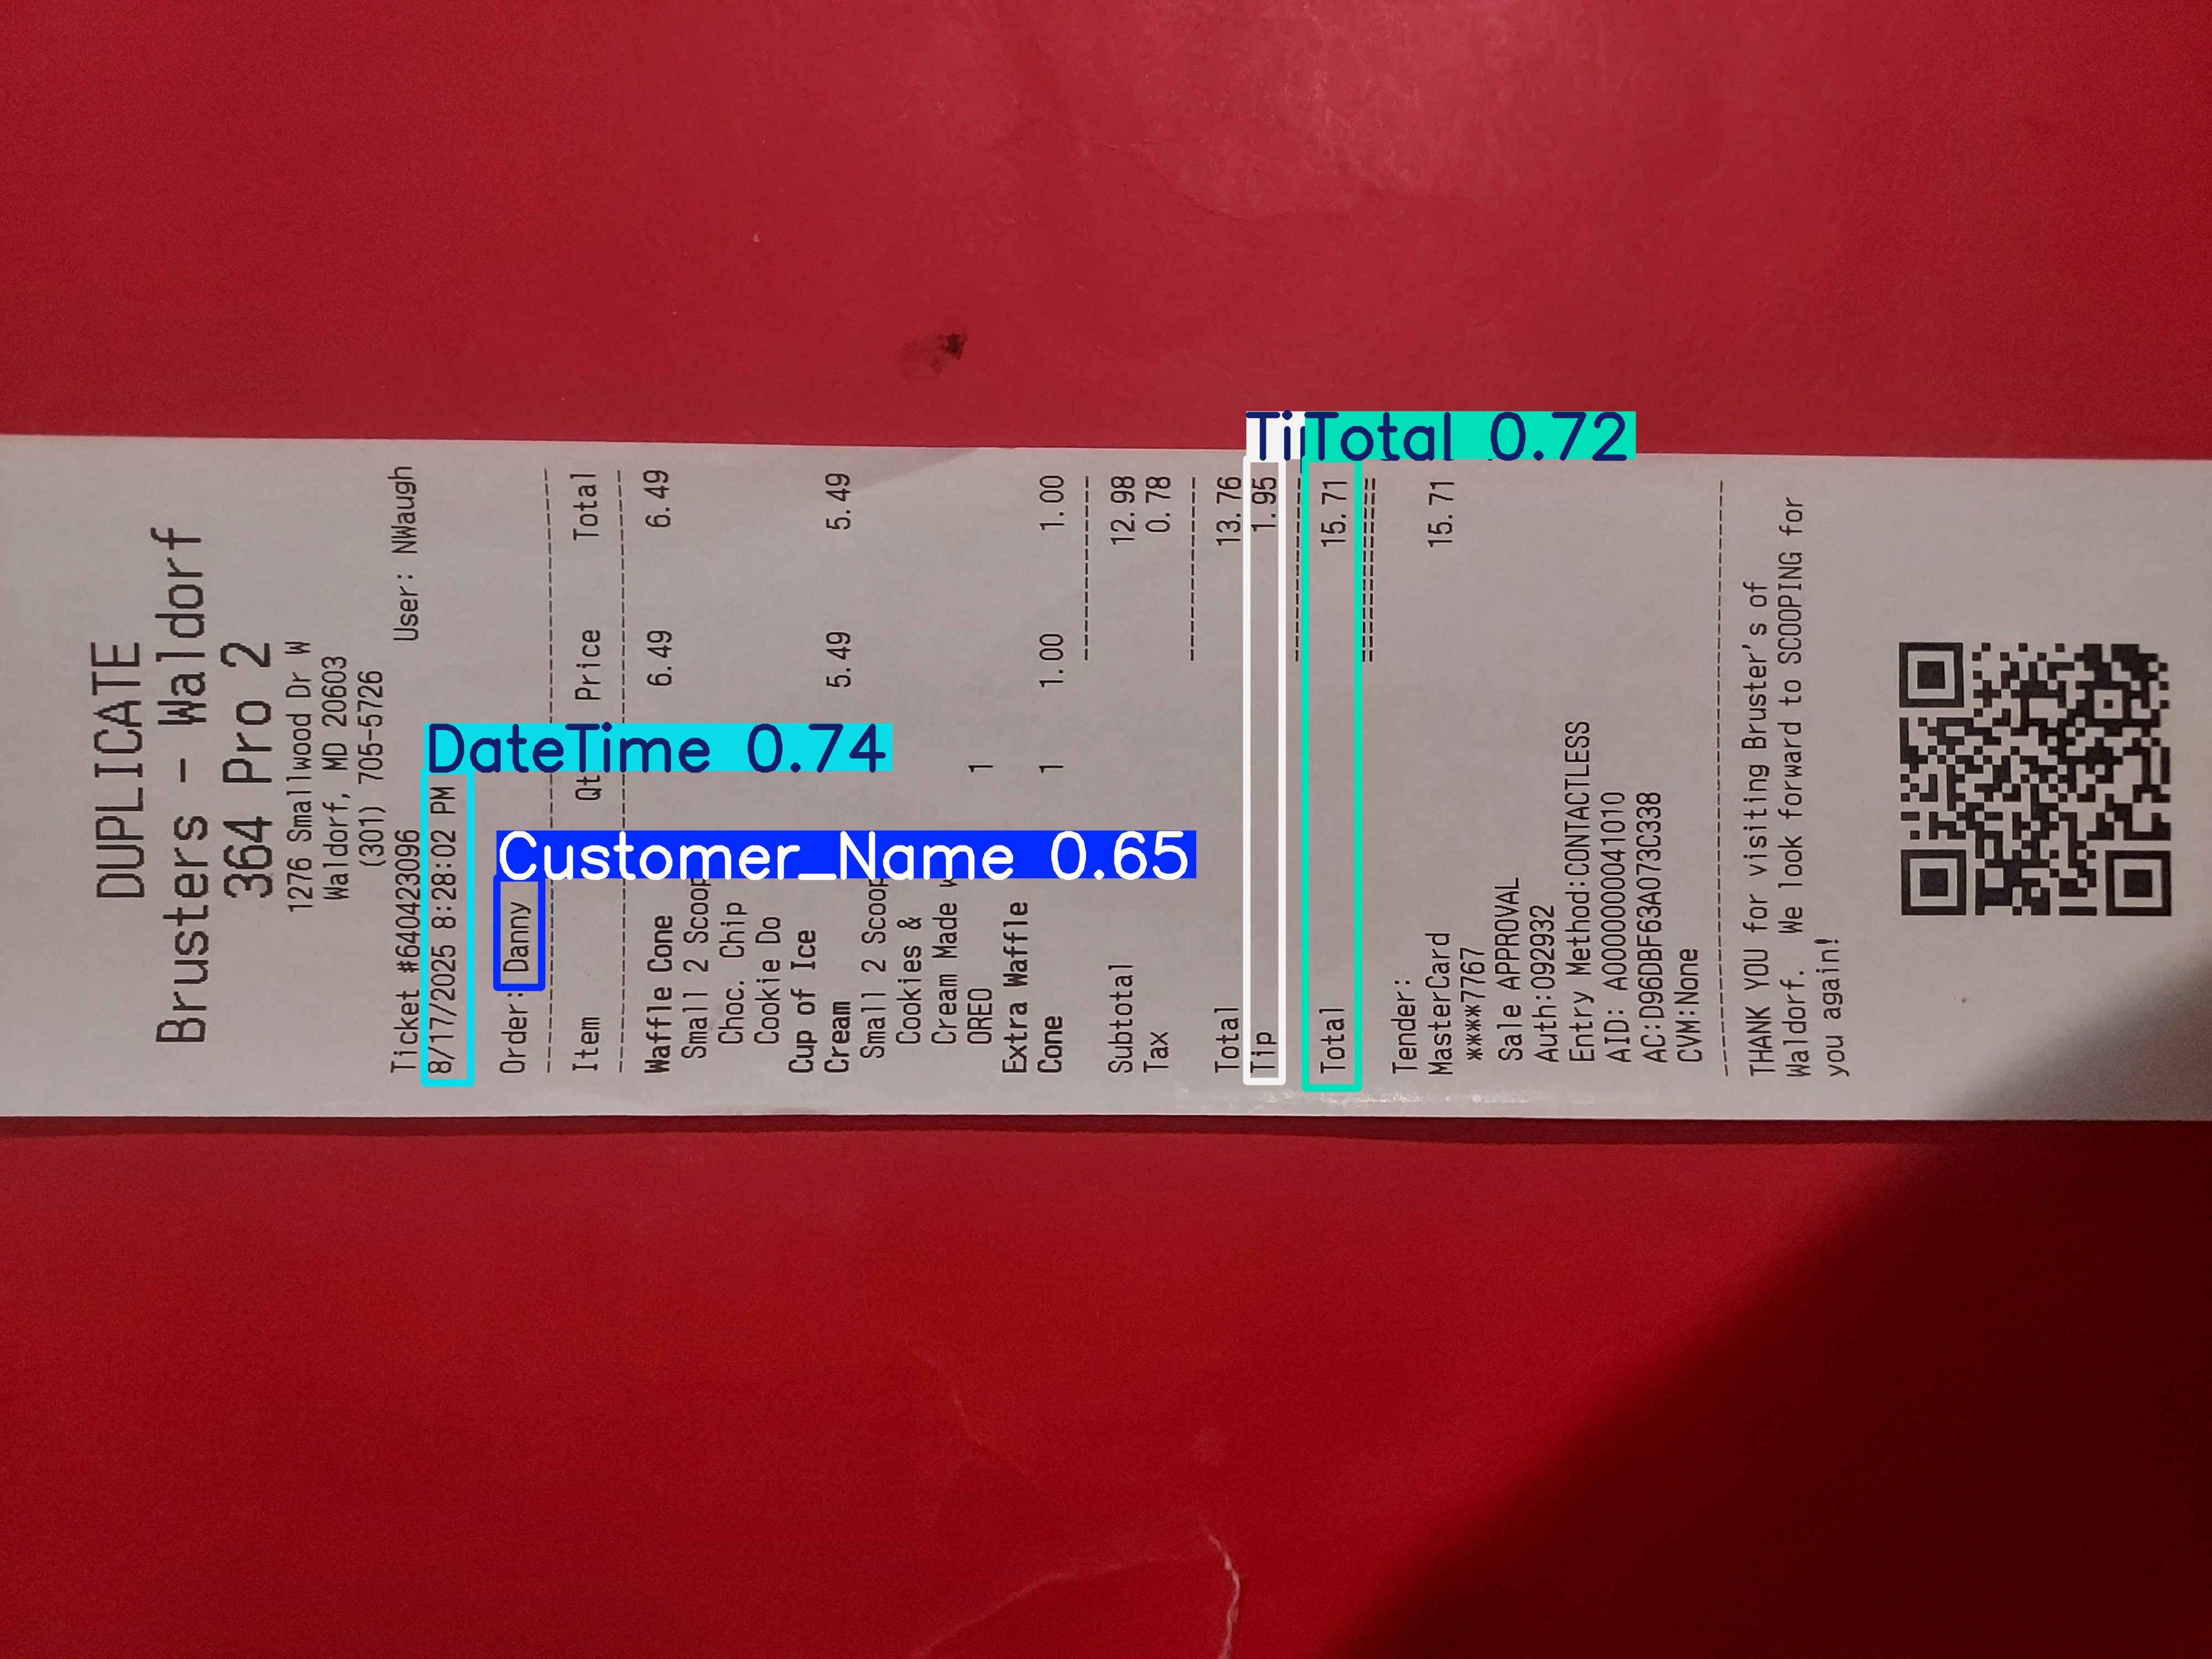 DUPLICATE
Brusters - Waldorf
364 Pro 2
1276 Smallwood Dr W
Waldorf, MD 20603
(301) 705-5726
Ticket #640423096 User: NWaugh
8/17/2025 8:28:02 PM
DateTime 0.74
Order: Danny
Customer_Name 0.65
Item Qt Price Total
Waffle Cone 6.49 6.49
Small 2 Scoop
Choc. Chip
Cookie Do
Cup of Ice
Cream 5.49 5.49
Small 2 Scoop
Cookies &
Cream Made
OREO 1
Extra Waffle
Cone 1 1.00 1.00
Subtotal 12.98
Tax 0.78
Total 13.76
Tip 1.95
Total 0.72
Total 15.71
Tender:
MasterCard 15.71
****7767
Sale APPROVAL
Auth:092932
Entry Method:CONTACTLESS
AID: A0000000041010
AC:D96DBF63A073C338
CVM:None
THANK YOU for visiting Bruster's of
Waldorf. We look forward to SCOOPING for
you again!